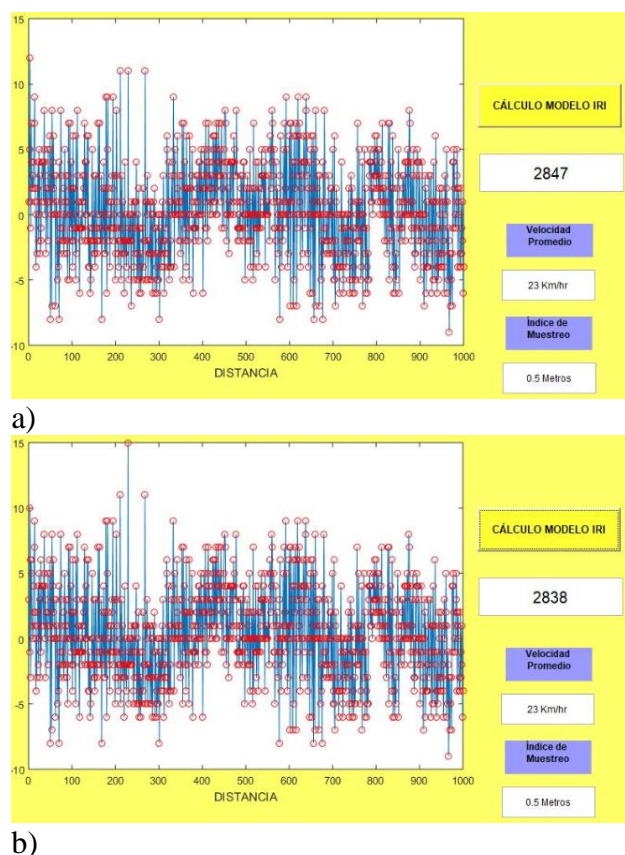 15
10
5
0
-5
-10
0 100 200 300 400 500 600 700 800 900 1000
DISTANCIA
CÁLCULO MODELO IRI
2847
Velocidad
Promedio
23 Km/hr
Índice de
Muestreo
0.5 Metros
a)
15
10
5
0
-5
-10
0 100 200 300 400 500 600 700 800 900 1000
DISTANCIA
CÁLCULO MODELO IRI
2838
Velocidad
Promedio
23 Km/hr
Índice de
Muestreo
0.5 Metros
b)